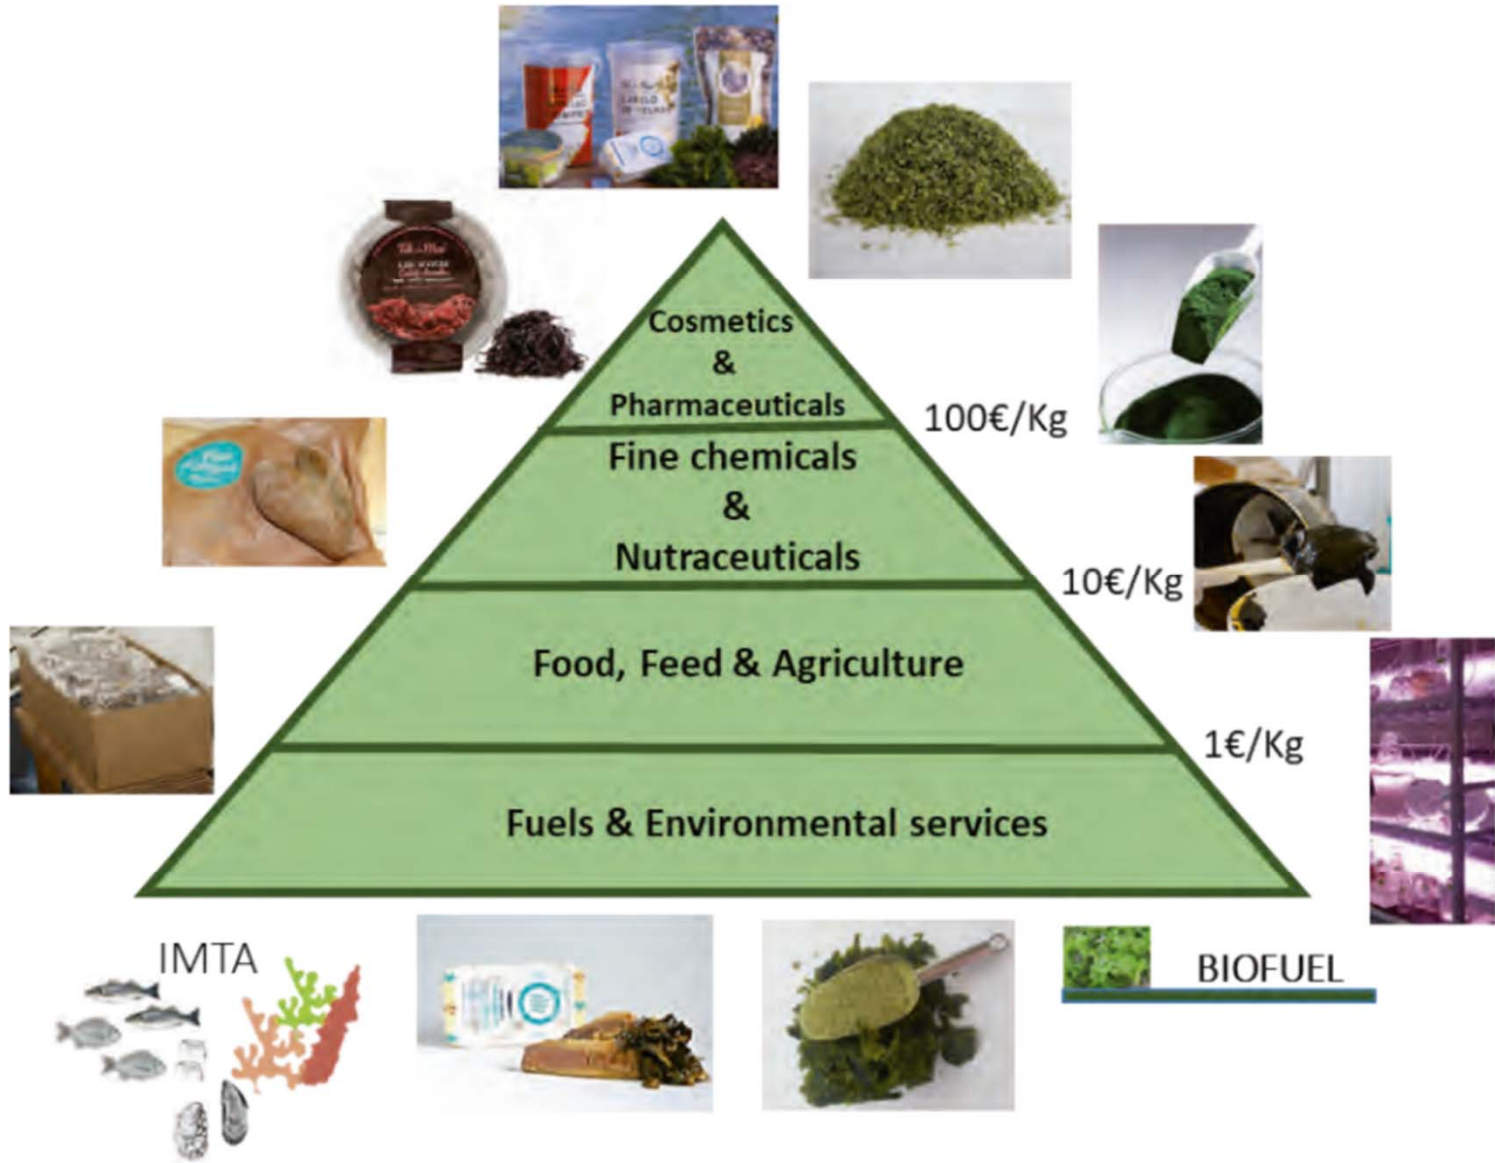 Cosmetics
&
Pharmaceuticals
100€/Kg
Fine chemicals
&
Nutraceuticals
10€/Kg
Food, Feed & Agriculture
1€/Kg
Fuels & Environmental services
IMTA
BIOFUEL